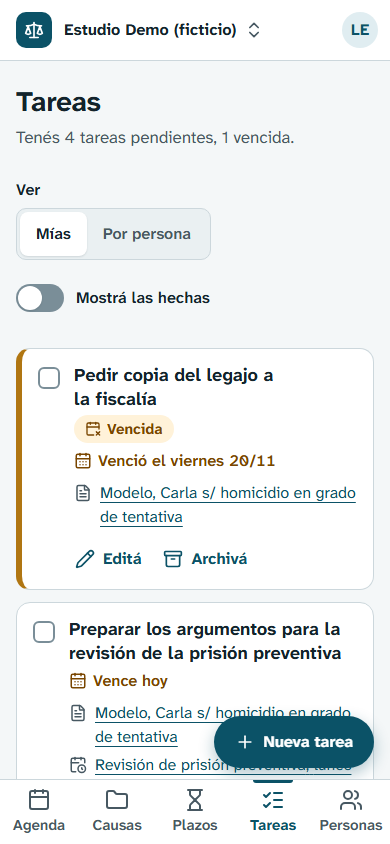 Estudio Demo (ficticio)
LE
Tareas
Tenés 4 tareas pendientes, 1 vencida.
Ver
Mías
Por persona
Mostrá las hechas
Pedir copia del legajo a
la fiscalía
Vencida
Venció el viernes 20/11
Modelo, Carla s/ homicidio en grado
de tentativa
Editá
Archivá
Preparar los argumentos para la
revisión de la prisión preventiva
Vence hoy
Modelo, Carla s/ homicidio en grado
de tentativa
Nueva tarea
Revisión de prisión preventiva, lunes
Agenda
Causas
Plazos
Tareas
Personas